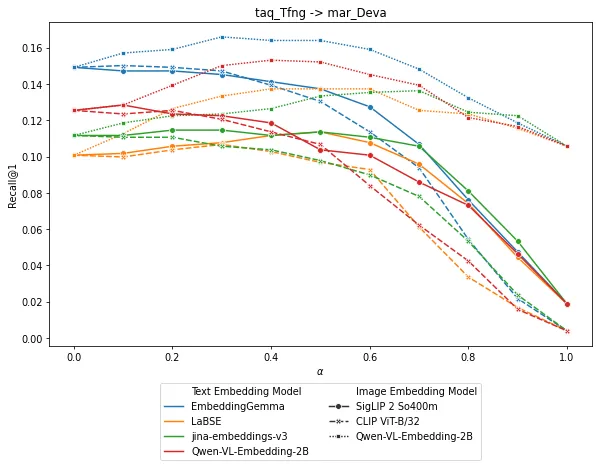 taq_Tfng -> mar_Deva
0.16
0.14
0.12
0.10
0.08
0.06
0.04
0.02
0.00
Recall@1
0.0 0.2 0.4 0.6 0.8 1.0
α
Text Embedding Model
EmbeddingGemma
LaBSE
jina-embeddings-v3
Qwen-VL-Embedding-2B
Image Embedding Model
SigLIP 2 So400m
CLIP ViT-B/32
Qwen-VL-Embedding-2B